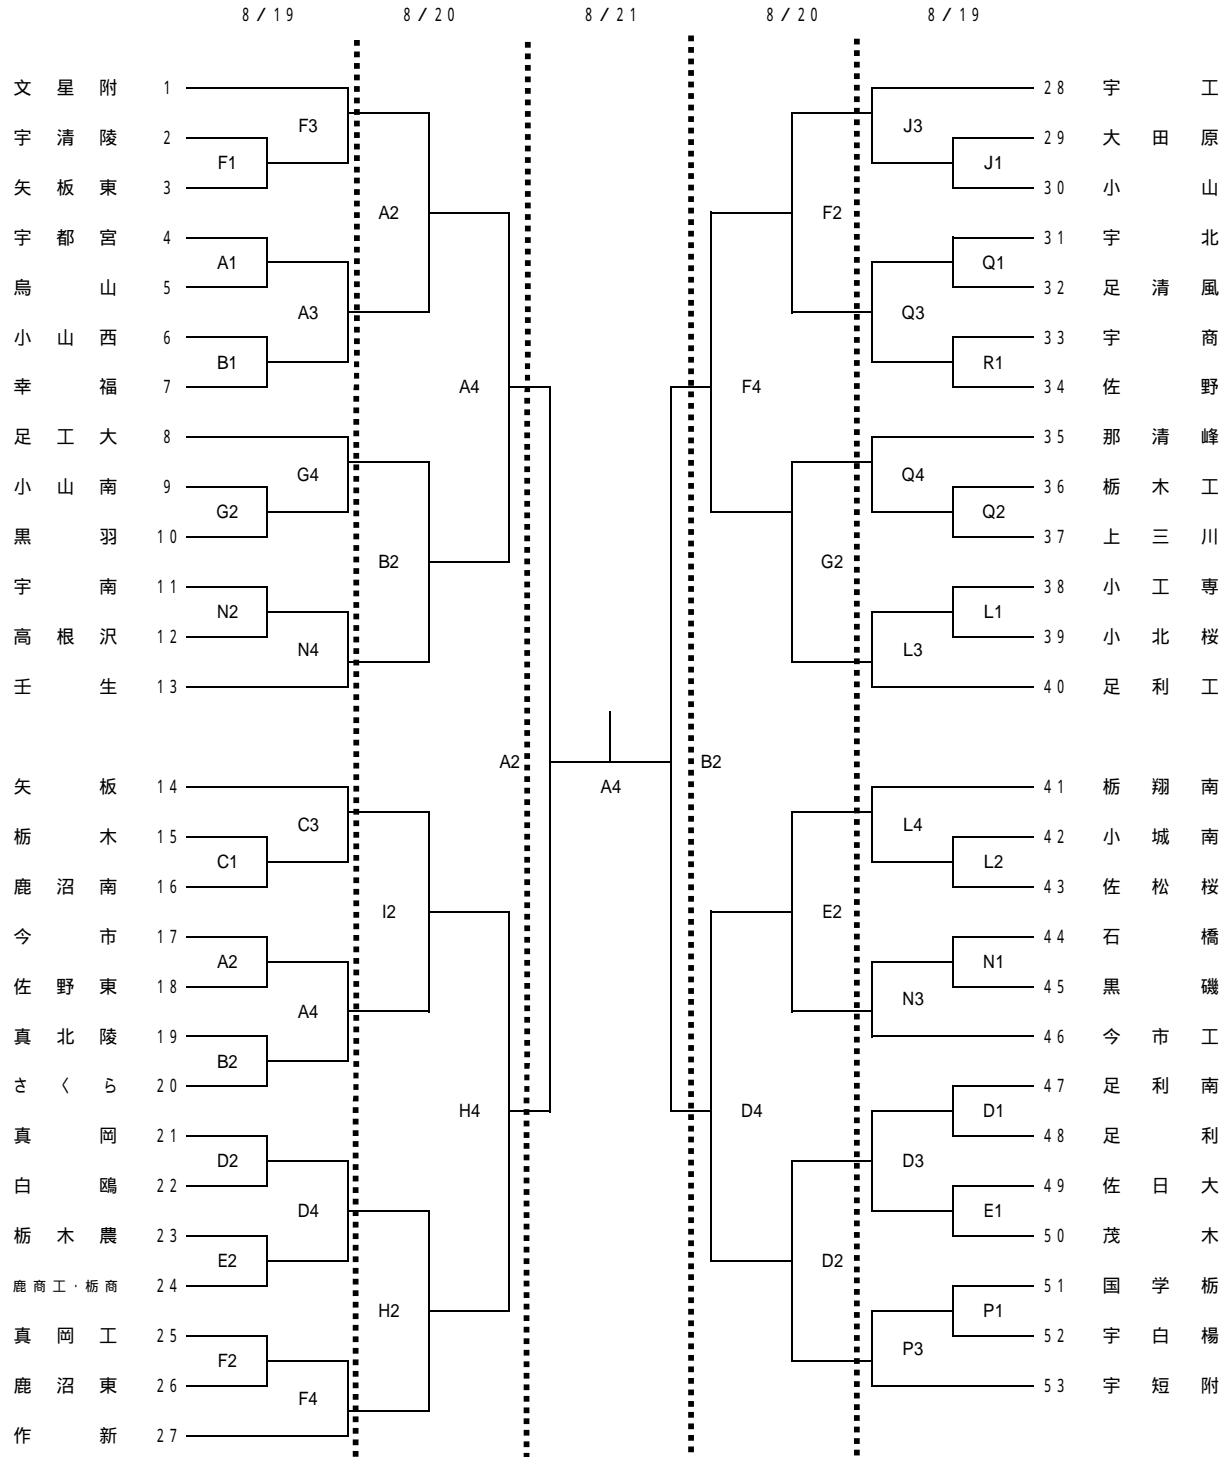 8/19 8/20 8/21 8/20 8/19
文星附 1 28 宇工
F3 J3
宇清陵 2 29 大田原
F1 J1
矢板東 3 30 小山
A2 F2
宇都宮 4 31 宇北
A1 Q1
烏山 5 32 足清風
A3 Q3
小山西 6 33 宇商
B1 R1
幸福 7 34 佐野
A4 F4
足工大 8 35 那清峰
G4 Q4
小山南 9 36 栃木工
G2 Q2
黒羽 10 37 上三川
B2 G2
宇南 11 38 小工専
N2 L1
高根沢 12 39 小北桜
N4 L3
壬生 13 40 足利工
A2 B2
A4
矢板 14 41 栃翔南
C3 L4
栃木 15 42 小城南
C1 L2
鹿沼南 16 43 佐松桜
I2 E2
今市 17 44 石橋
A2 N1
佐野東 18 45 黒磯
A4 N3
真北陵 19 46 今市工
B2
さくら 20 47 足利南
H4 D4 D1
真岡 21 48 足利
D2 D3
白鴎 22 49 佐日大
D4 E1
栃木農 23 50 茂木
E2 D2
鹿商工・栃商 24 51 国学栃
H2 P1
真岡工 25 52 宇白楊
F2 P3
鹿沼東 26 53 宇短附
F4
作新 27